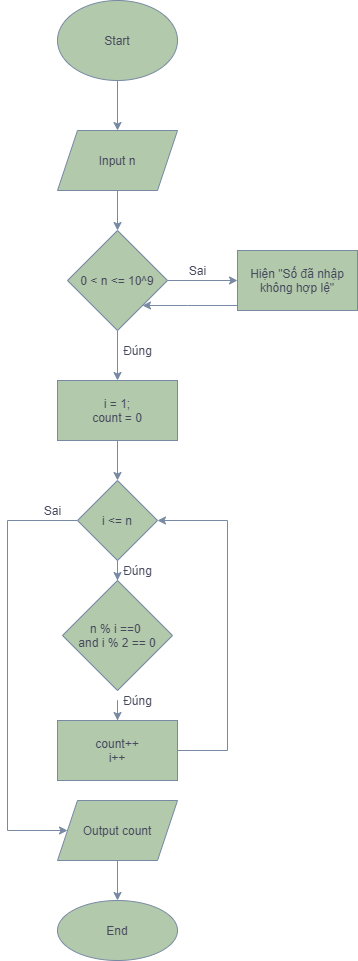 Start
Input n
0 < n <= 10^9
Sai
Hiện "Số đã nhập
không hợp lệ"
Đúng
i = 1;
count = 0
Sai
i <= n
Đúng
n % i ==0
and i % 2 == 0
Đúng
count++
i++
Output count
End